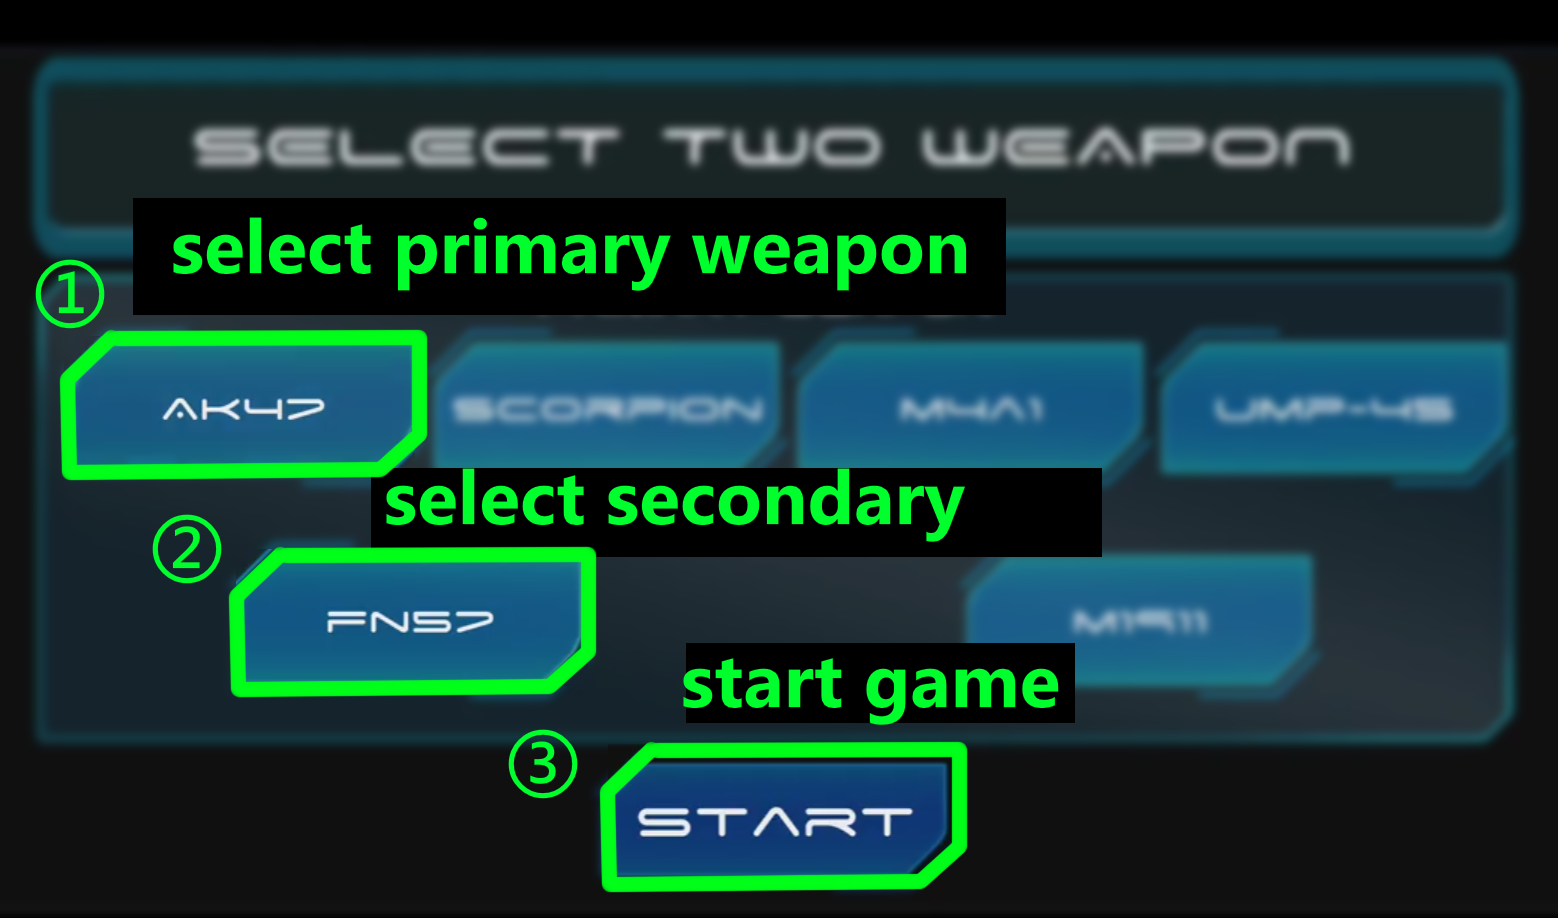 SELECT TWO WEAPON
select primary weapon
①
AK47 SCORPION M4A1 UMP-45
select secondary
②
FN57 M1911
start game
③
START